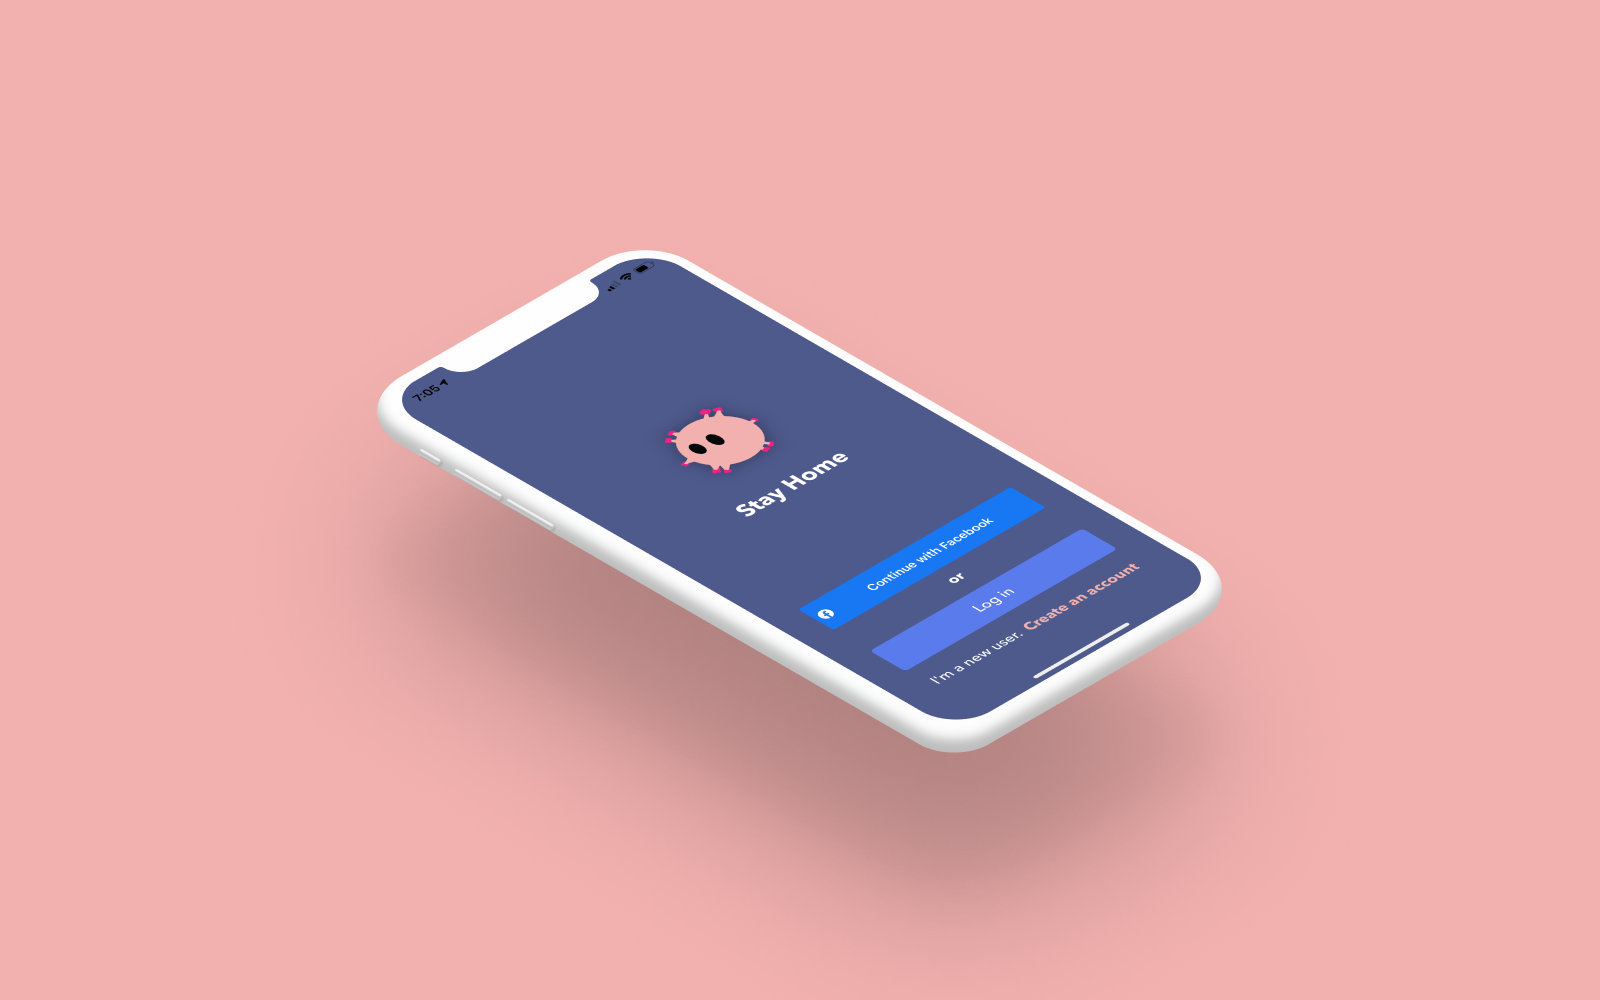 7:05
Stay Home
Continue with Facebook
or
Log in
I'm a new user. Create an account